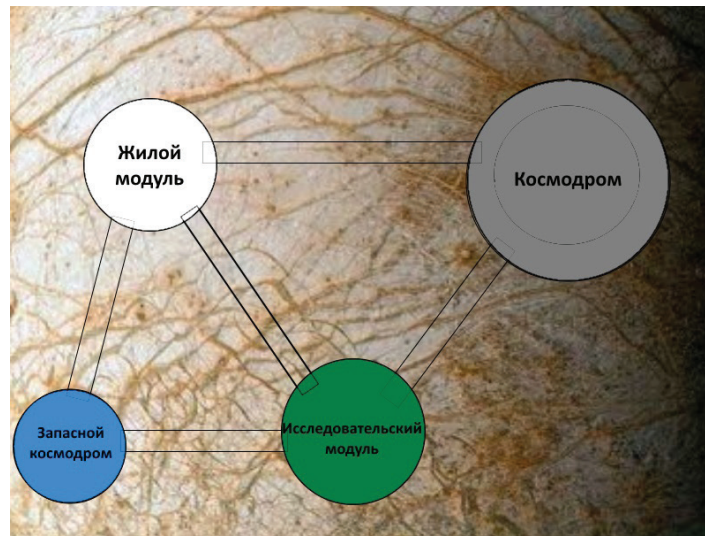 Жилой
модуль
Космодром
Исследовательский
модуль
Запасной
космодром